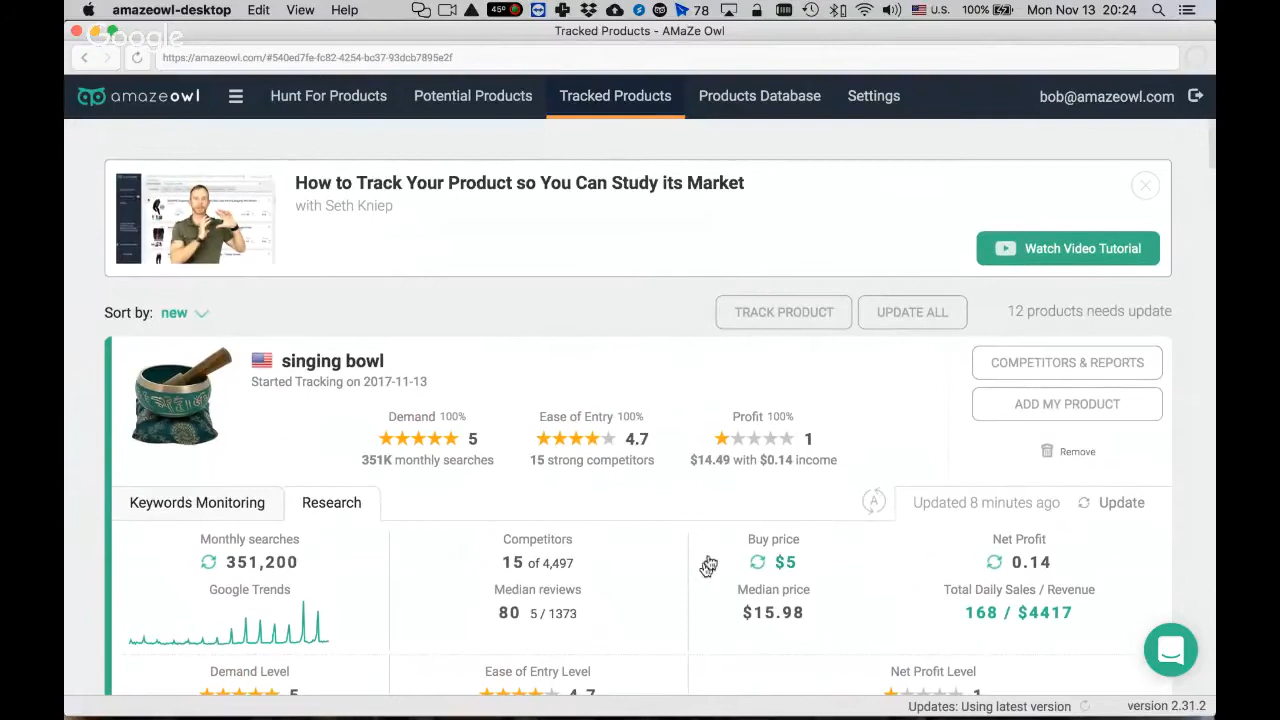 amazeowl-desktop Edit View Help 45° 78 U.S. 100% Mon Nov 13 20:24
Google
Tracked Products - AMaZe Owl
https://amazeowl.com/#540ed7fe-fc82-4254-bc37-93dcb7895e2f
amazeowl Hunt For Products Potential Products Tracked Products Products Database Settings bob@amazeowl.com
How to Track Your Product so You Can Study its Market
with Seth Kniep
Watch Video Tutorial
Sort by: new TRACK PRODUCT UPDATE ALL 12 products needs update
singing bowl
Started Tracking on 2017-11-13
COMPETITORS & REPORTS
ADD MY PRODUCT
Remove
Demand 100% Ease of Entry 100% Profit 100%
5 4.7 1
351K monthly searches 15 strong competitors $14.49 with $0.14 income
Keywords Monitoring Research A Updated 8 minutes ago Update
Monthly searches Competitors Buy price Net Profit
351,200 15 of 4,497 $5 0.14
Google Trends Median reviews Median price Total Daily Sales / Revenue
80 5 / 1373 $15.98 168 / $4417
Demand Level Ease of Entry Level Net Profit Level
5 4.7 1
Updates: Using latest version version 2.31.2